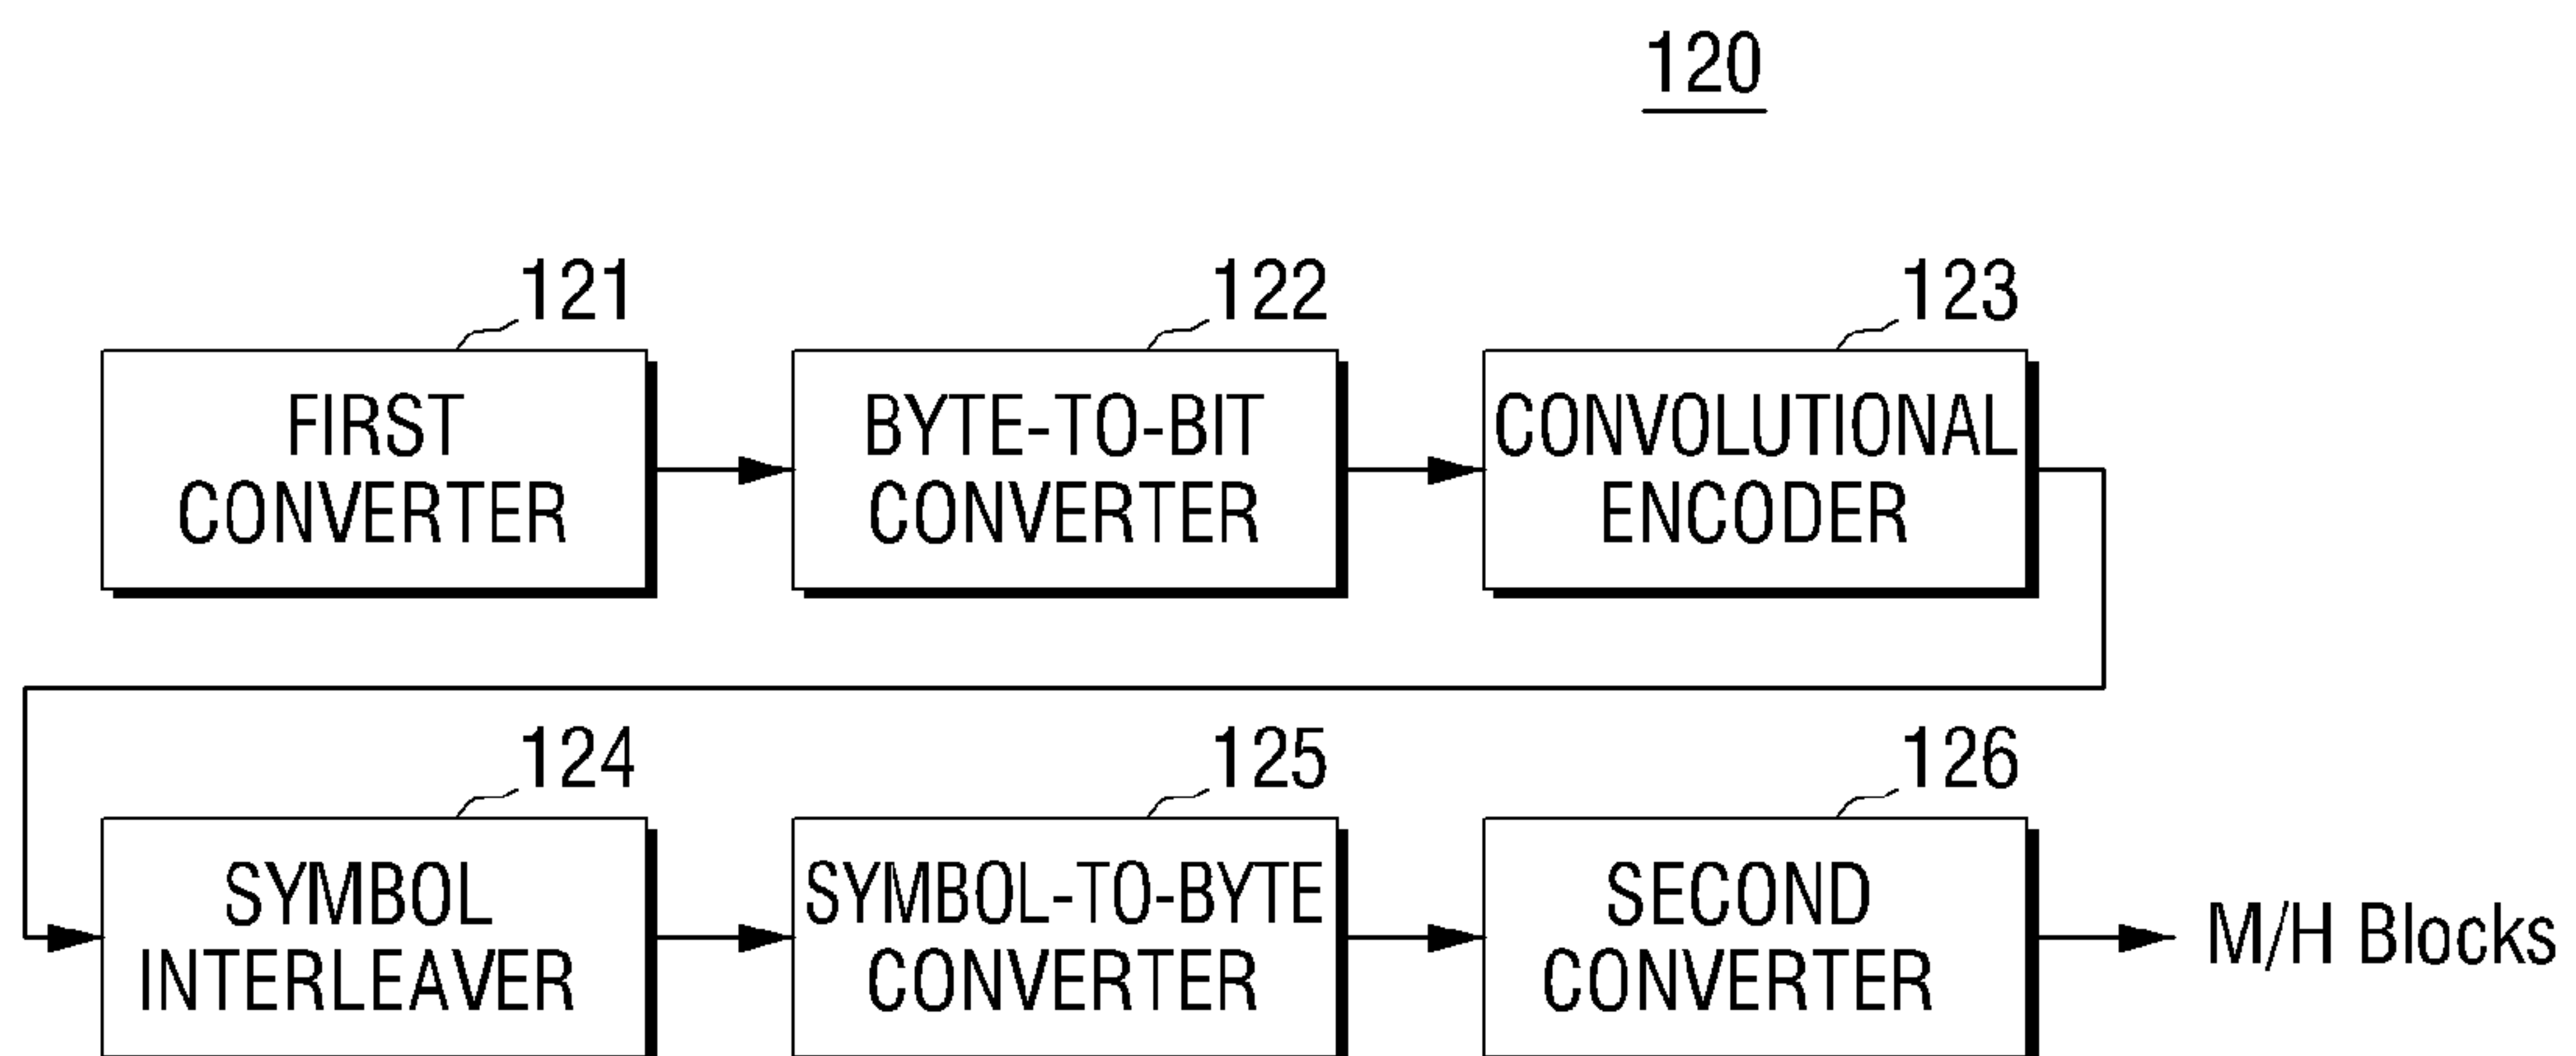 120
121
122
123
FIRST
CONVERTER
BYTE-TO-BIT
CONVERTER
CONVOLUTIONAL
ENCODER
124
125
126
SYMBOL
INTERLEAVER
SYMBOL-TO-BYTE
CONVERTER
SECOND
CONVERTER
M/H Blocks